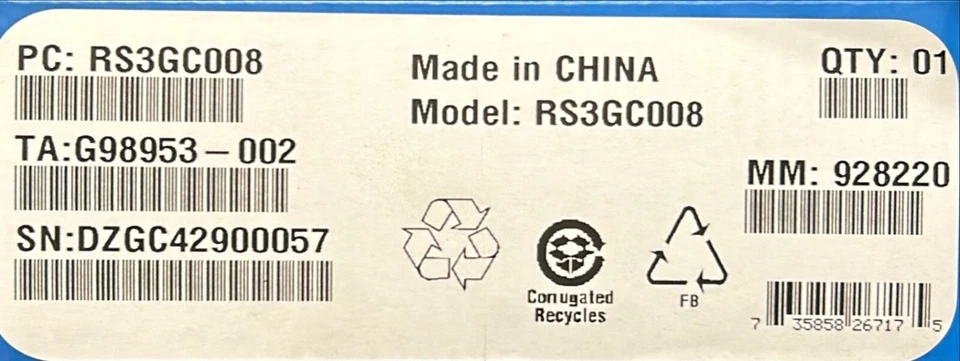 PC: RS3GC008
TA:G98953-002
SN:DZGC42900057
Made in CHINA
Model: RS3GC008
Corrugated
Recycles
FB
QTY: 01
MM: 928220
7 35858 26717 5